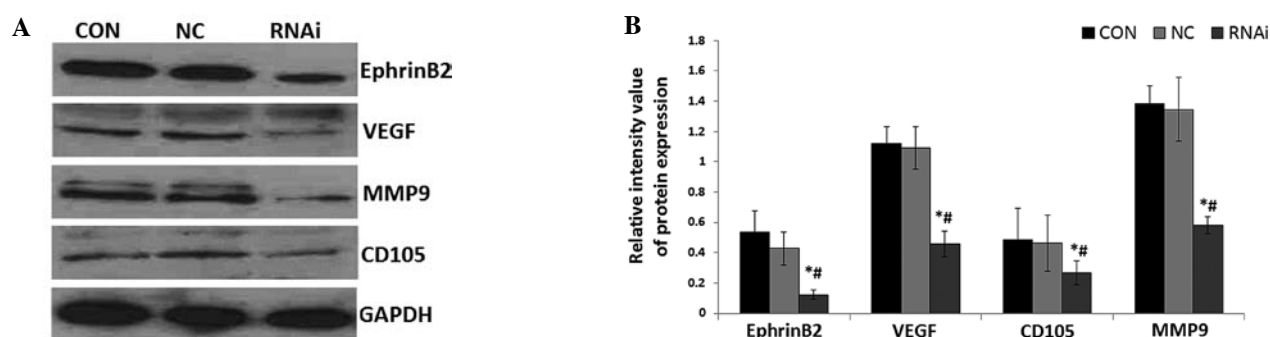 A
CON NC RNAi
EphrinB2
VEGF
MMP9
CD105
GAPDH
B
CON NC RNAi
Relative intensity value
of protein expression
1.8
1.6
1.4
1.2
1
0.8
0.6
0.4
0.2
0
*#
*#
*#
*#
EphrinB2 VEGF CD105 MMP9